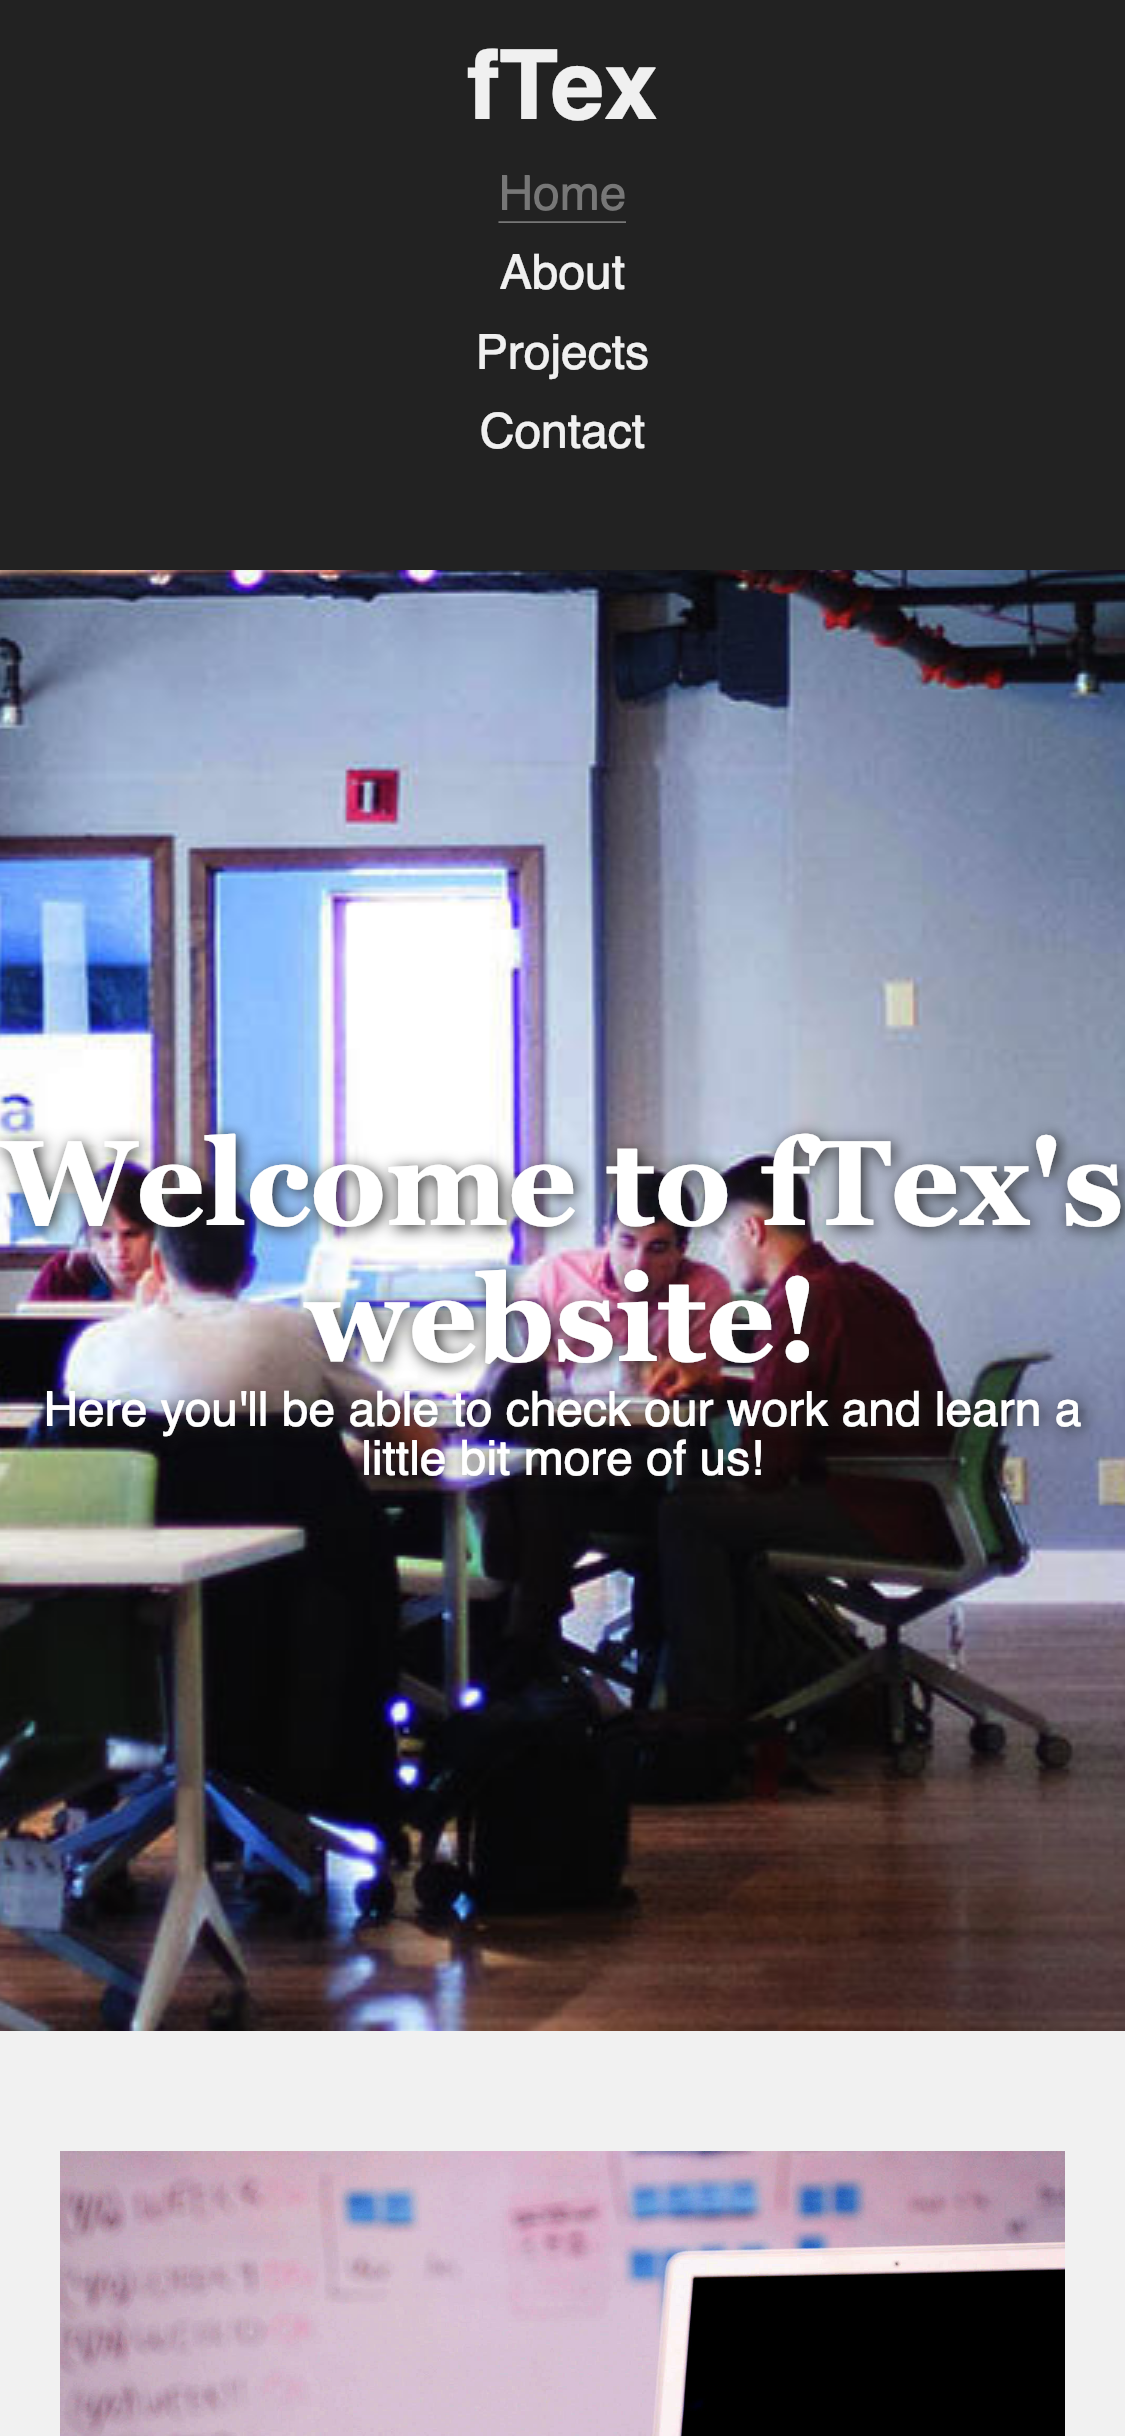 fTex
Home
About
Projects
Contact
a
Welcome to fTex's
website!
Here you'll be able to check our work and learn a
little bit more of us!